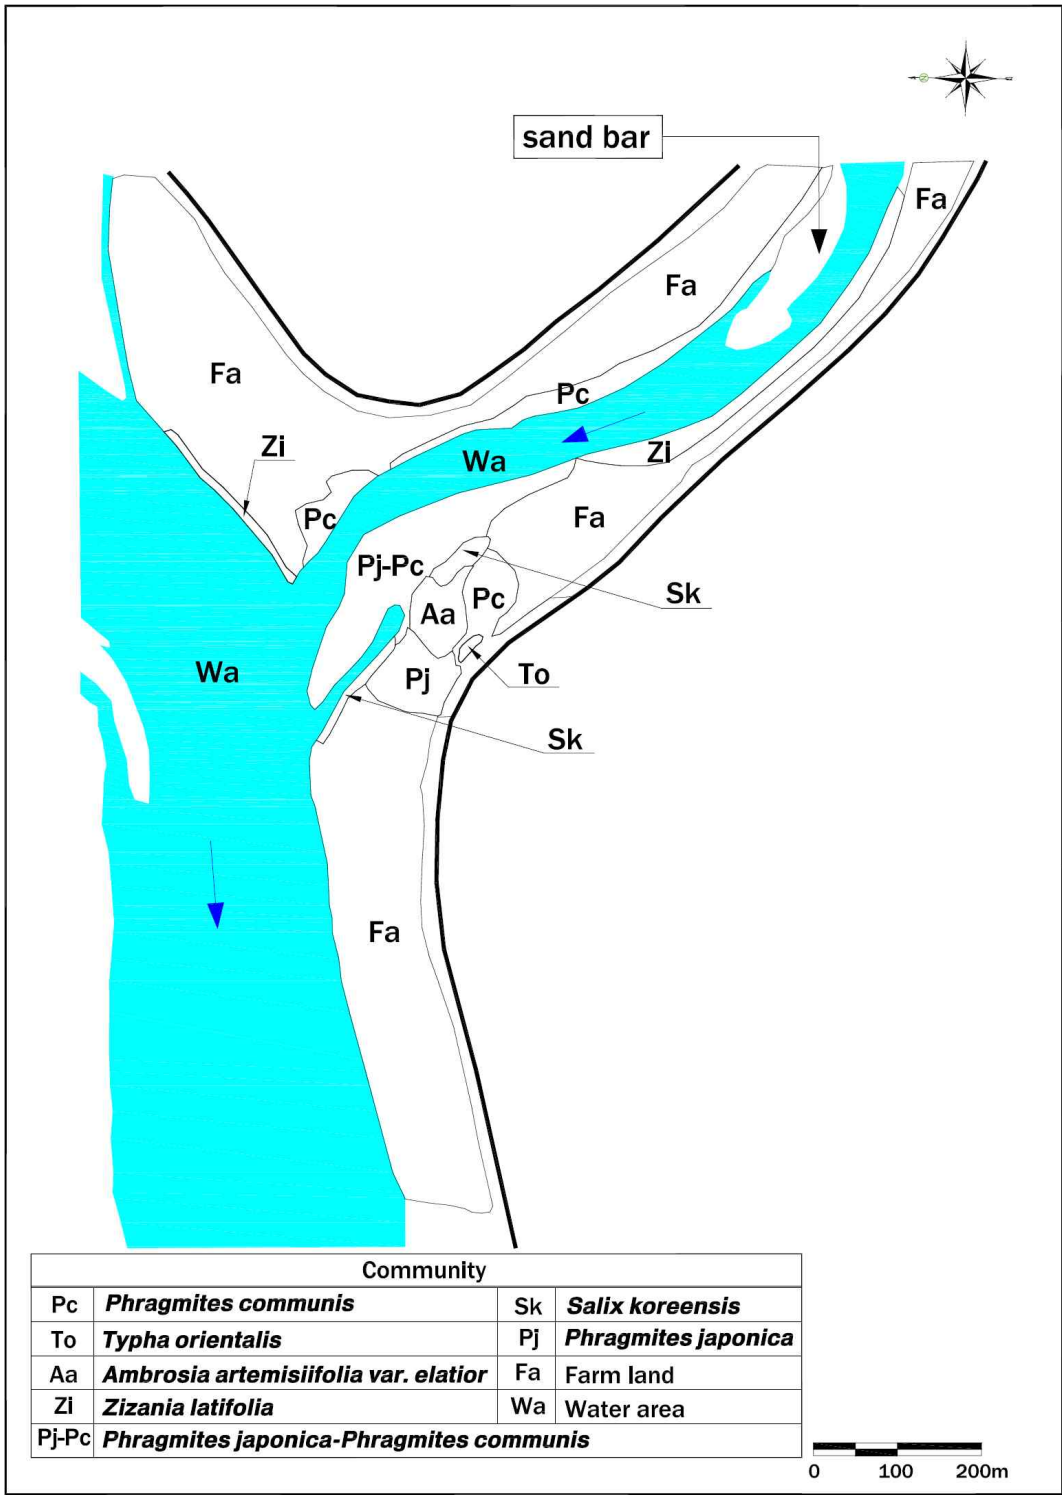 sand bar
Fa
Fa
Fa
Pc
Zi
Zi
Wa
Pc
Fa
Pj-Pc
Sk
Pc
Aa
Wa
Pj
To
Sk
Fa
Community
Pc Phragmites communis Sk Salix koreensis
To Typha orientalis Pj Phragmites japonica
Aa Ambrosia artemisiifolia var. elatior Fa Farm land
Zi Zizania latifolia Wa Water area
Pj-Pc Phragmites japonica-Phragmites communis
0 100 200m